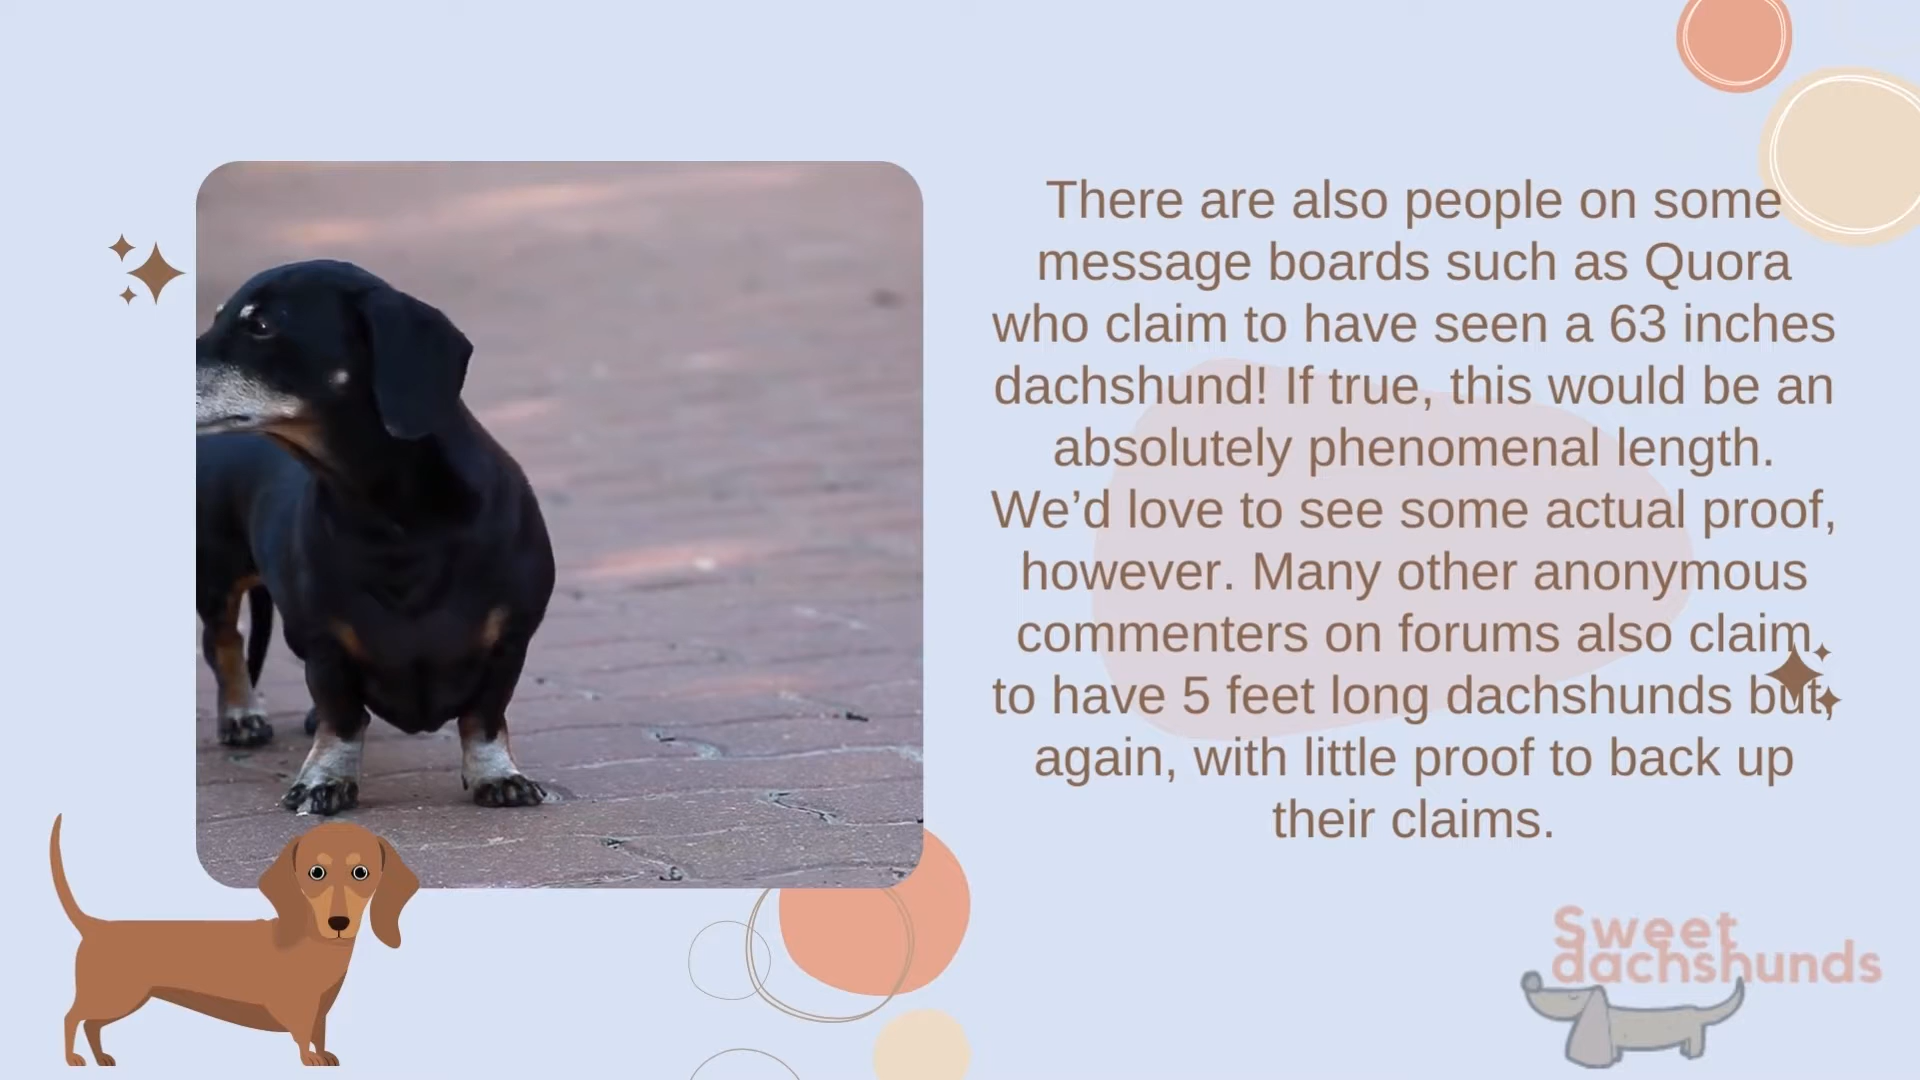 There are also people on some
message boards such as Quora
who claim to have seen a 63 inches
dachshund! If true, this would be an
absolutely phenomenal length.
We’d love to see some actual proof,
however. Many other anonymous
commenters on forums also claim
to have 5 feet long dachshunds but,
again, with little proof to back up
their claims.
Sweet
dachshunds